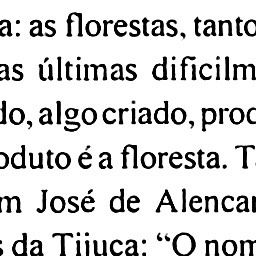 a: as florestas, tanto
as últimas dificilm
do, algo criado, prod
oduto é a floresta. T
m José de Alencar
s da Tijuca: “O nom